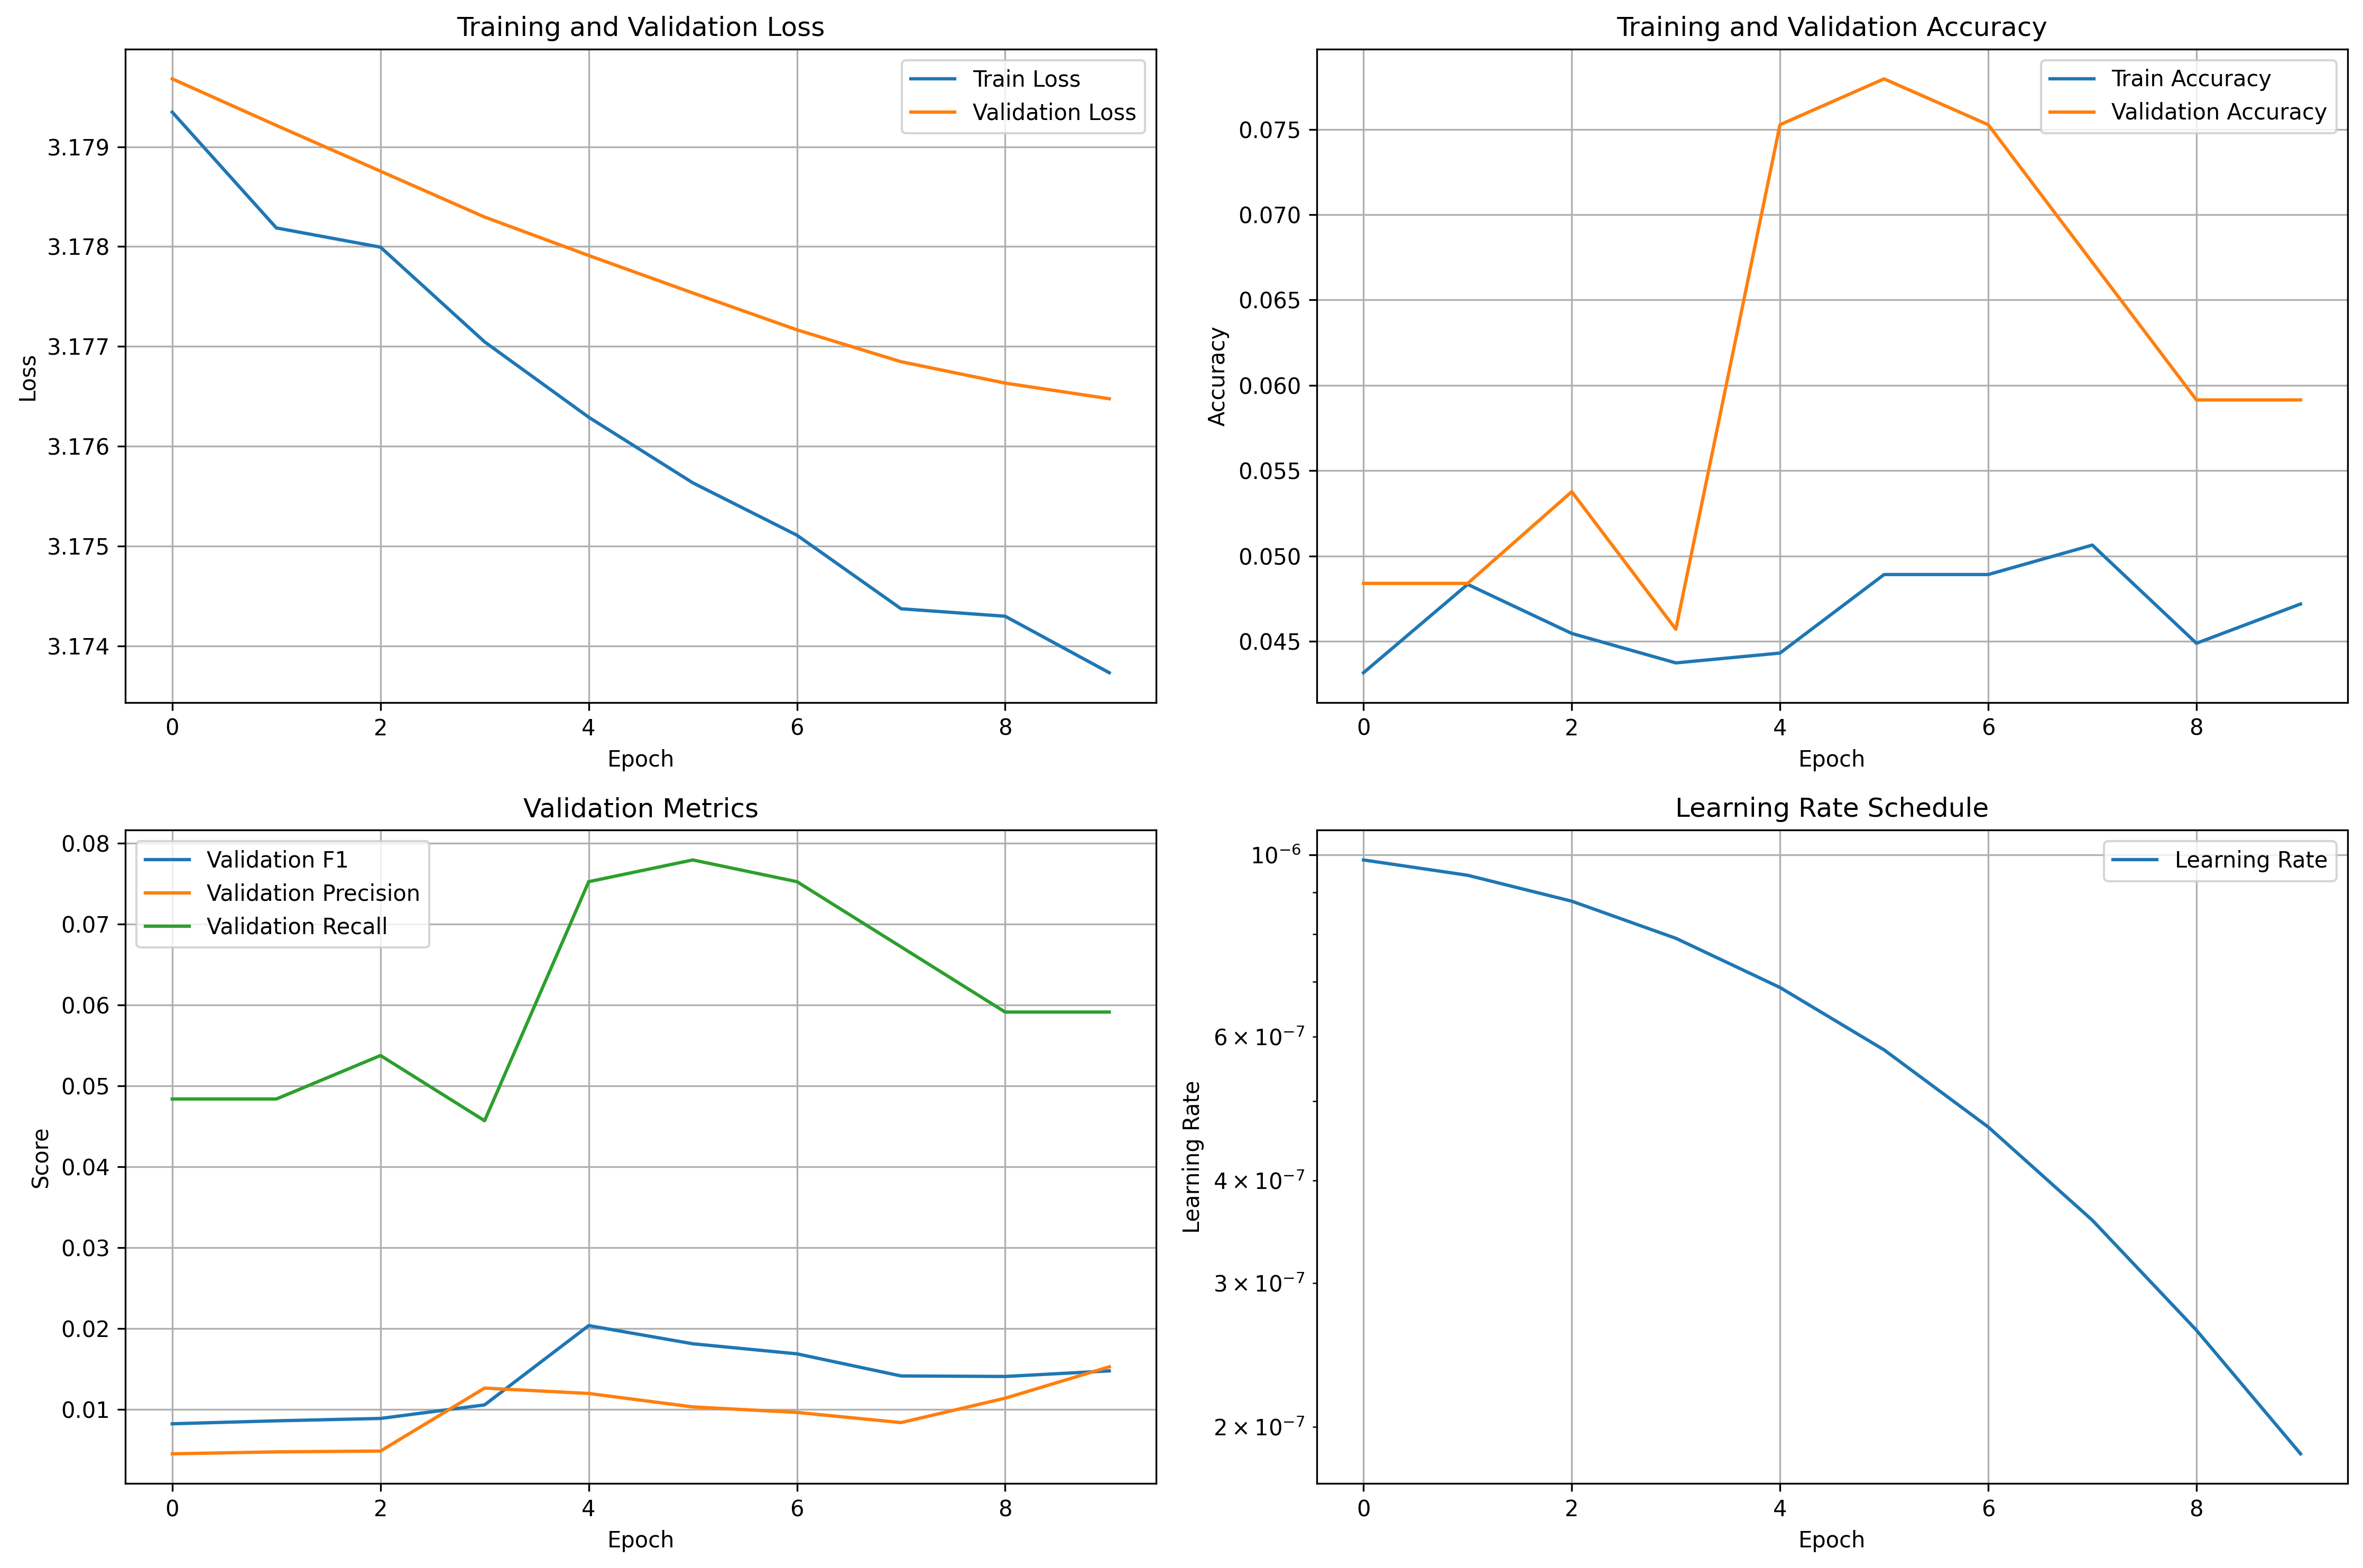 Training and Validation Loss
Train Loss
Validation Loss
3.179
3.178
3.177
3.176
3.175
3.174
Loss
0 2 4 6 8
Epoch
Training and Validation Accuracy
Train Accuracy
Validation Accuracy
0.075
0.070
0.065
0.060
0.055
0.050
0.045
Accuracy
0 2 4 6 8
Epoch
Validation Metrics
Validation F1
Validation Precision
Validation Recall
0.08
0.07
0.06
0.05
0.04
0.03
0.02
0.01
Score
0 2 4 6 8
Epoch
Learning Rate Schedule
Learning Rate
10⁻⁶
6 × 10⁻⁷
4 × 10⁻⁷
3 × 10⁻⁷
2 × 10⁻⁷
Learning Rate
0 2 4 6 8
Epoch